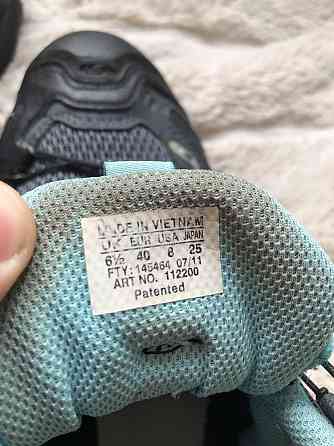 MADE IN VIETNAM
UK EUR USA JAPAN
6½ 40 8 25
FTY: 145464 07/11
ART NO. 112200
Patented